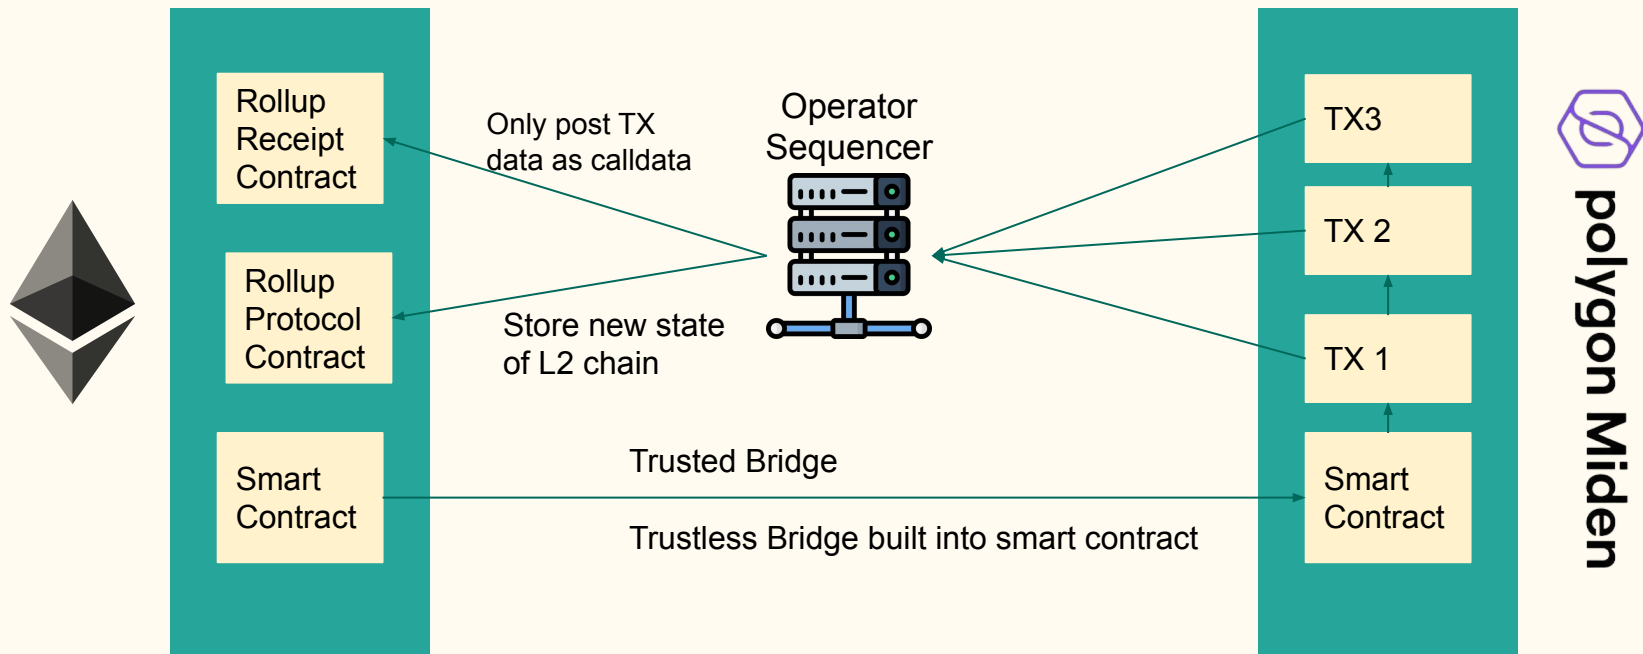 Rollup
Receipt
Contract
Rollup
Protocol
Contract
Smart
Contract
Only post TX
data as calldata
Store new state
of L2 chain
Operator
Sequencer
Trusted Bridge
Trustless Bridge built into smart contract
TX3
TX 2
TX 1
Smart
Contract
polygon Miden